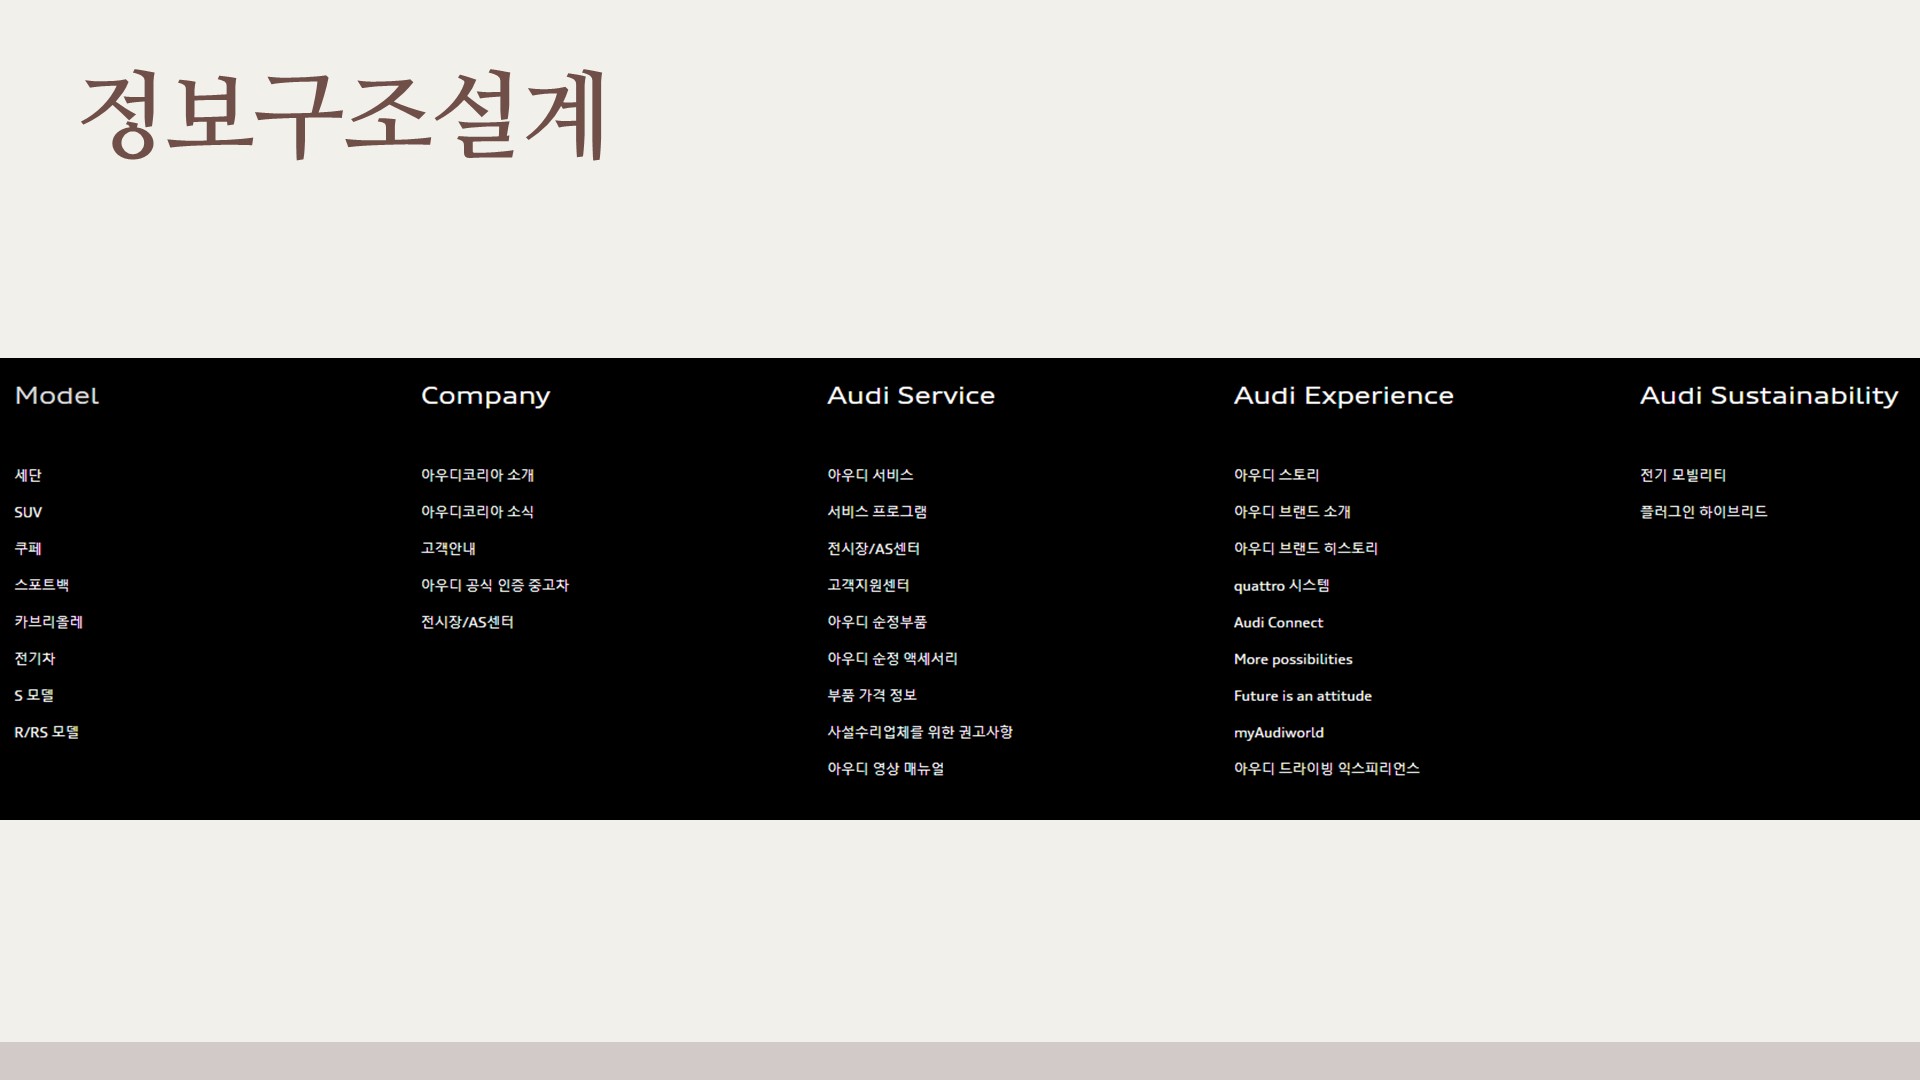 정보구조설계
Model
세단
SUV
쿠페
스포트백
카브리올레
전기차
S 모델
R/RS 모델
Company
아우디코리아 소개
아우디코리아 소식
고객안내
아우디 공식 인증 중고차
전시장/AS센터
Audi Service
아우디 서비스
서비스 프로그램
전시장/AS센터
고객지원센터
아우디 순정부품
아우디 순정 액세서리
부품 가격 정보
사설수리업체를 위한 권고사항
아우디 영상 매뉴얼
Audi Experience
아우디 스토리
아우디 브랜드 소개
아우디 브랜드 히스토리
quattro 시스템
Audi Connect
More possibilities
Future is an attitude
myAudiworld
아우디 드라이빙 익스피리언스
Audi Sustainability
전기 모빌리티
플러그인 하이브리드